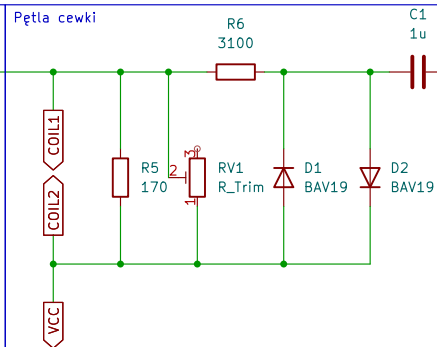 Pętla cewki
C1
1u
R6
3100
COIL1
COIL2
R5
170
3
2
1
RV1
R_Trim
D1
BAV19
D2
BAV19
VCC